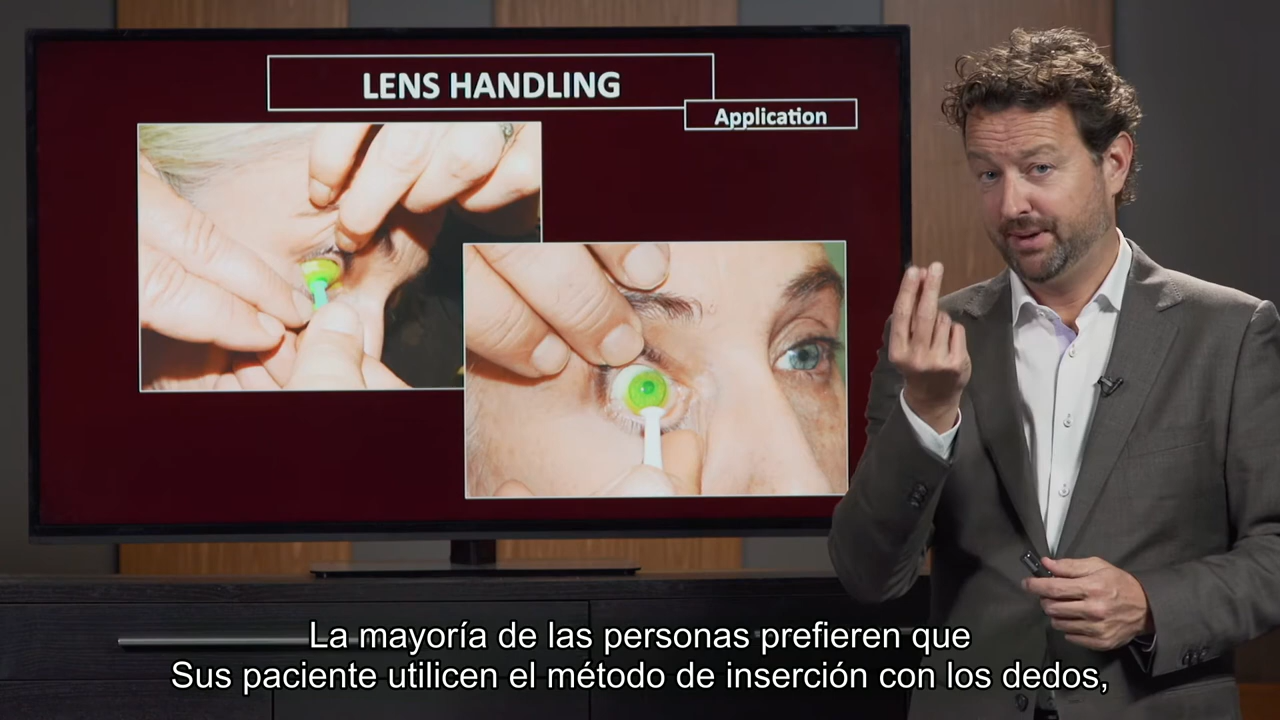 LENS HANDLING
Application
La mayoría de las personas prefieren que
Sus paciente utilicen el método de inserción con los dedos,